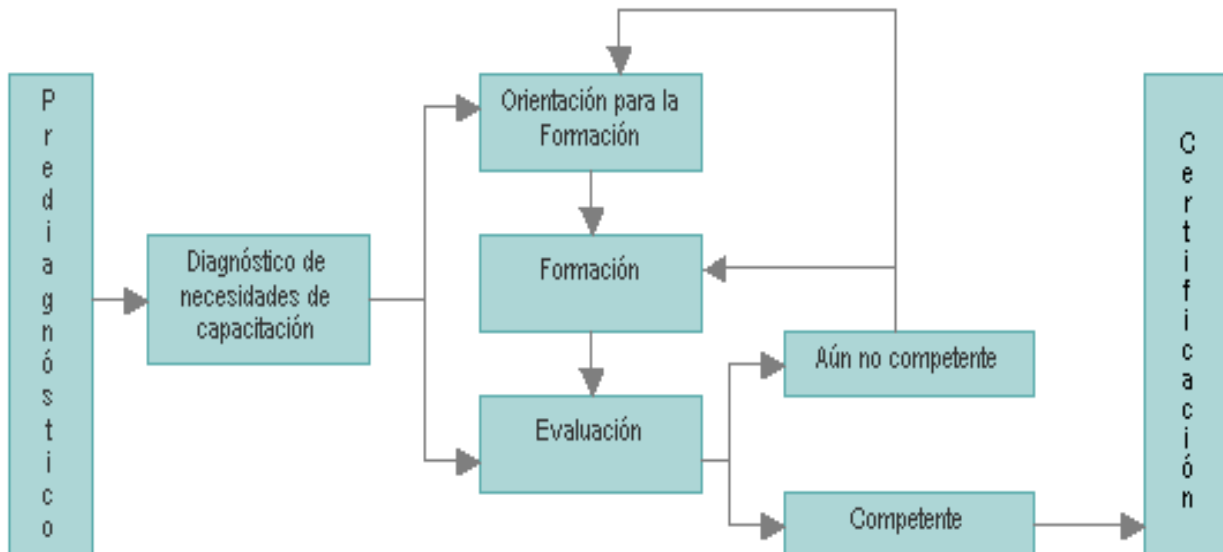 Prediagnóstico
Diagnóstico de
necesidades de
capacitación
Orientación para la
Formación
Formación
Evaluación
Aún no competente
Competente
Certificación